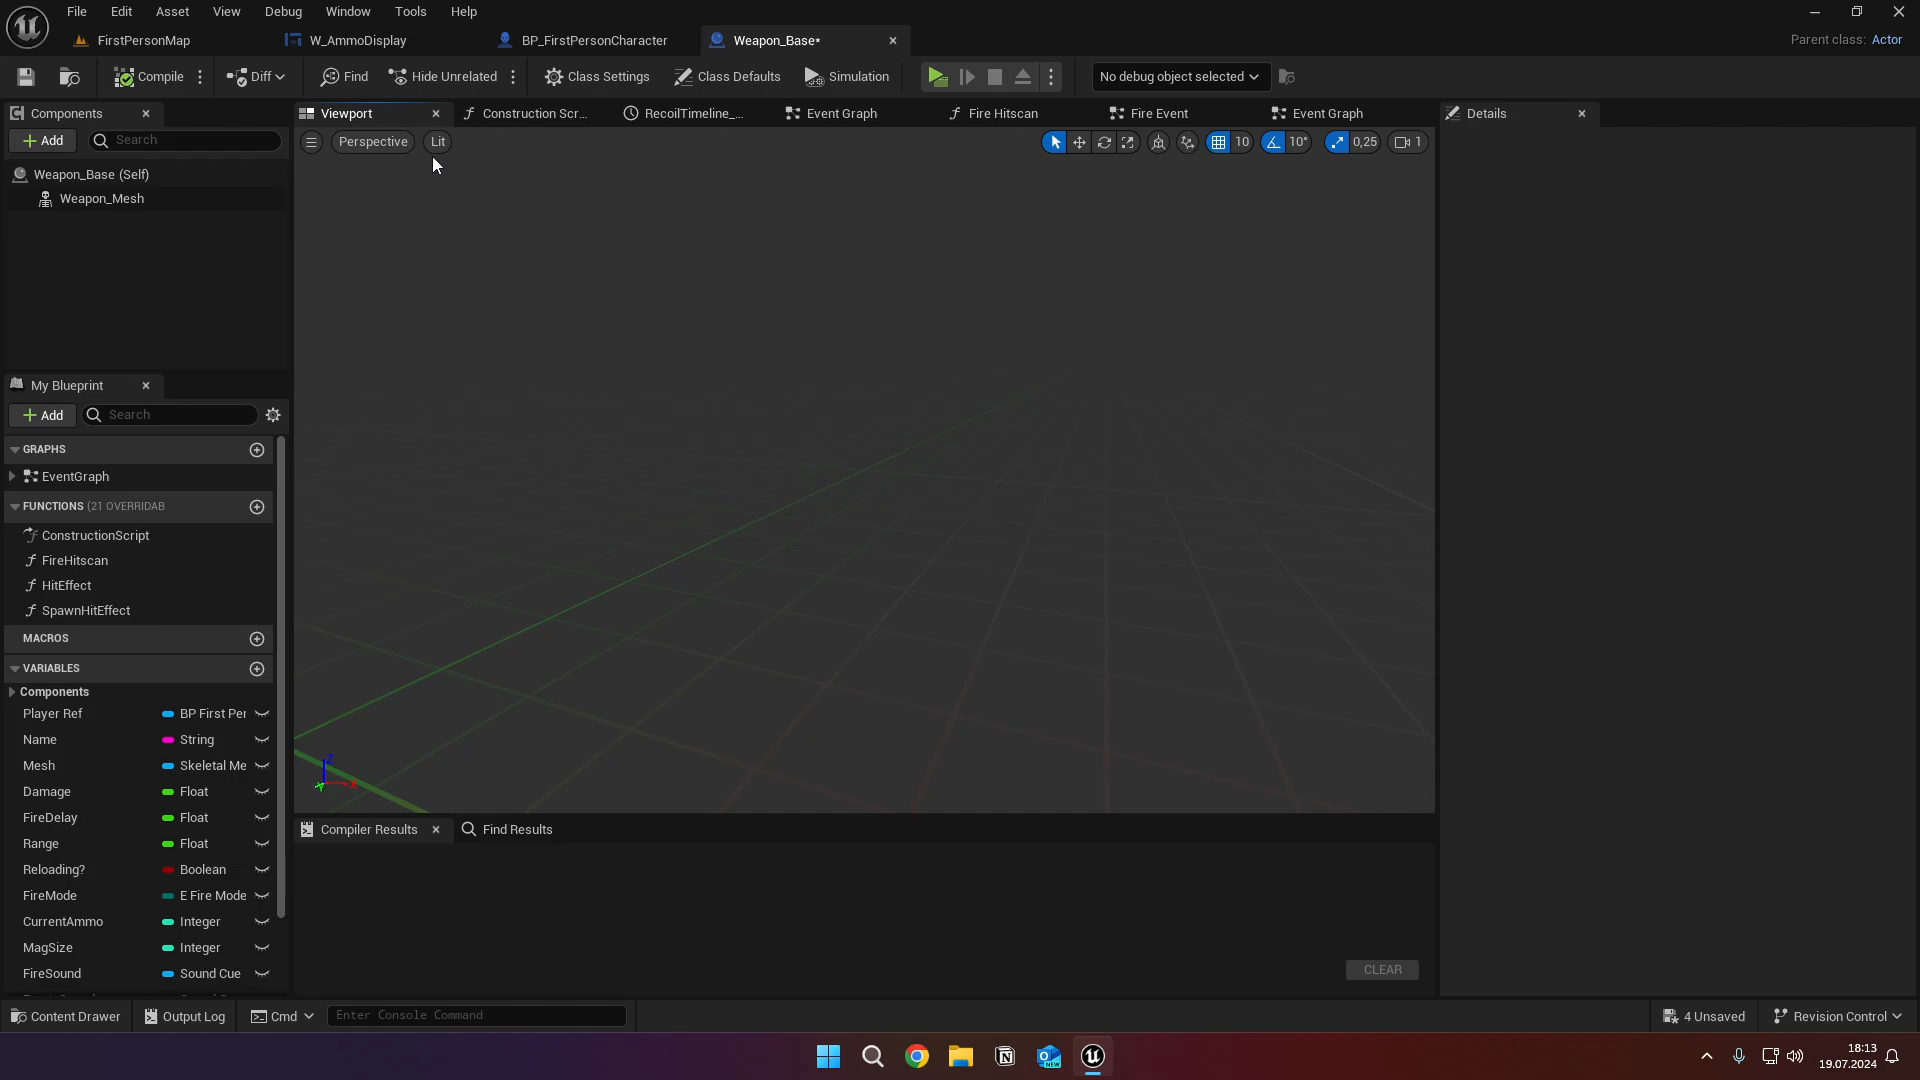 File Edit Asset View Debug Window Tools Help
FirstPersonMap W_AmmoDisplay BP_FirstPersonCharacter Weapon_Base* Parent class: Actor
Compile Diff Find Hide Unrelated Class Settings Class Defaults Simulation No debug object selected
Components Viewport Construction Scr... RecoilTimeline_... Event Graph Fire Hitscan Fire Event Event Graph Details
Add Search Perspective Lit 10 10° 0,25 1
Weapon_Base (Self)
Weapon_Mesh
My Blueprint
Add Search
GRAPHS
EventGraph
FUNCTIONS (21 OVERRIDAB
ConstructionScript
FireHitscan
HitEffect
SpawnHitEffect
MACROS
VARIABLES
Components
Player Ref BP First Per
Name String
Mesh Skeletal Me
Damage Float
FireDelay Float
Range Float
Reloading? Boolean
FireMode E Fire Mode
CurrentAmmo Integer
MagSize Integer
FireSound Sound Cue
Z
X
Y
Compiler Results Find Results
CLEAR
Content Drawer Output Log Cmd Enter Console Command 4 Unsaved Revision Control
NEW
18:13
19.07.2024